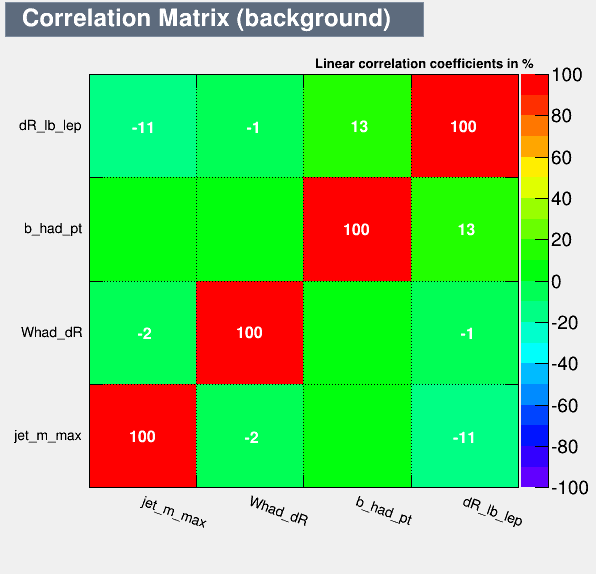 Correlation Matrix (background)
Linear correlation coefficients in %
dR_lb_lep -11 -1 13 100
b_had_pt 100 13
Whad_dR -2 100 -1
jet_m_max 100 -2 -11
jet_m_max Whad_dR b_had_pt dR_lb_lep
100
80
60
40
20
0
-20
-40
-60
-80
-100